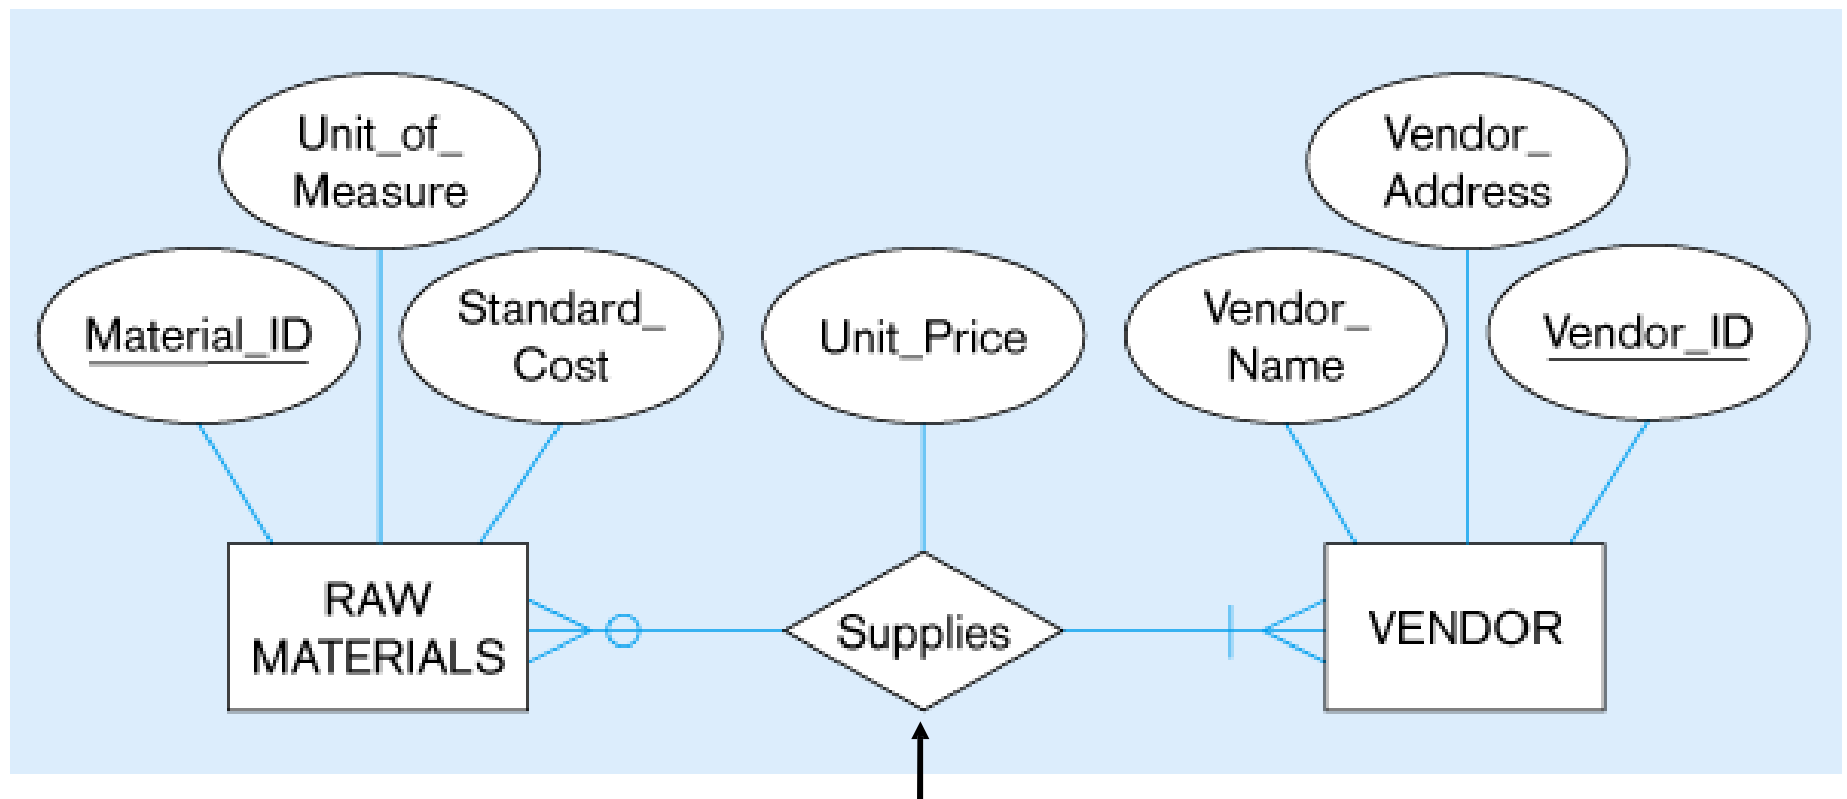 Unit_of_
Measure
Vendor_
Address
Material_ID
Standard_
Cost
Unit_Price
Vendor_
Name
Vendor_ID
RAW
MATERIALS
Supplies
VENDOR